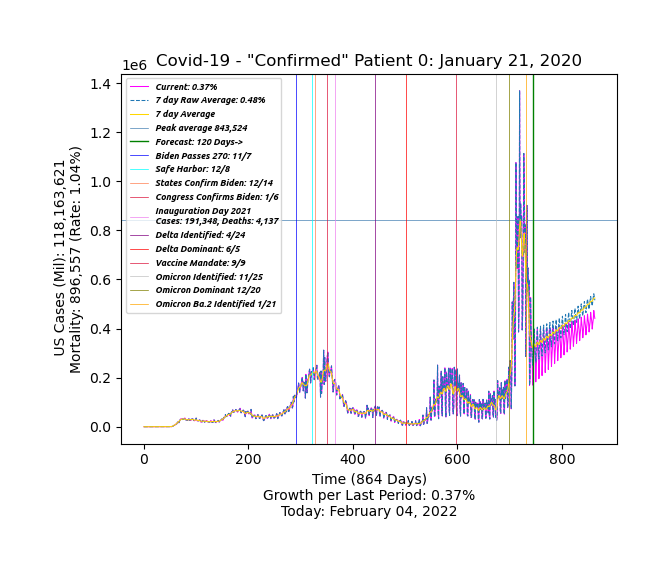 Covid-19 - "Confirmed" Patient 0: January 21, 2020
1e6
1.4
1.2
1.0
0.8
0.6
0.4
0.2
0.0
US Cases (Mil): 118,163,621
Mortality: 896,557 (Rate: 1.04%)
Current: 0.37%
7 day Raw Average: 0.48%
7 day Average
Peak average 843,524
Forecast: 120 Days->
Biden Passes 270: 11/7
Safe Harbor: 12/8
States Confirm Biden: 12/14
Congress Confirms Biden: 1/6
Inauguration Day 2021
Cases: 191,348, Deaths: 4,137
Delta Identified: 4/24
Delta Dominant: 6/5
Vaccine Mandate: 9/9
Omicron Identified: 11/25
Omicron Dominant 12/20
Omicron Ba.2 Identified 1/21
0
200
400
600
800
Time (864 Days)
Growth per Last Period: 0.37%
Today: February 04, 2022